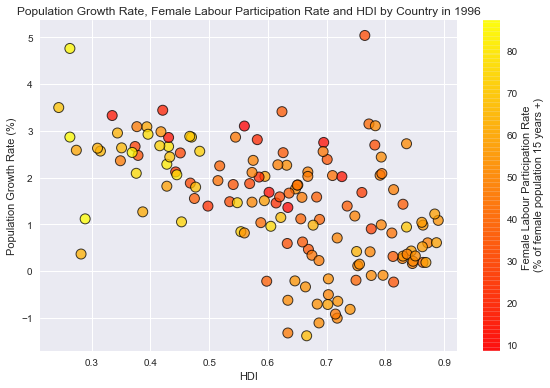 Population Growth Rate, Female Labour Participation Rate and HDI by Country in 1996
5
4
3
2
1
0
−1
Population Growth Rate (%)
0.3 0.4 0.5 0.6 0.7 0.8 0.9
HDI
80
70
60
50
40
30
20
10
Female Labour Participation Rate
(% of female population 15 years +)